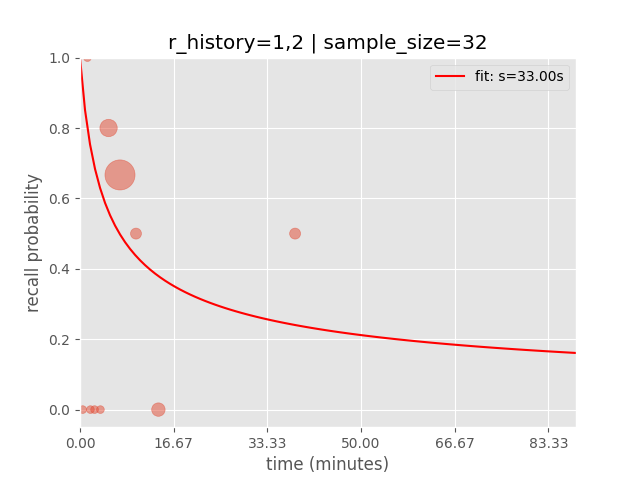 r_history=1,2 | sample_size=32
fit: s=33.00s
1.0
0.8
0.6
0.4
0.2
0.0
recall probability
0.00 16.67 33.33 50.00 66.67 83.33
time (minutes)